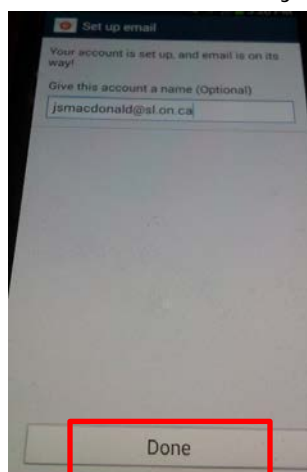 Set up email
Your account is set up, and email is on its
way!
Give this account a name (Optional)
jsmacdonald@sl.on.ca
Done